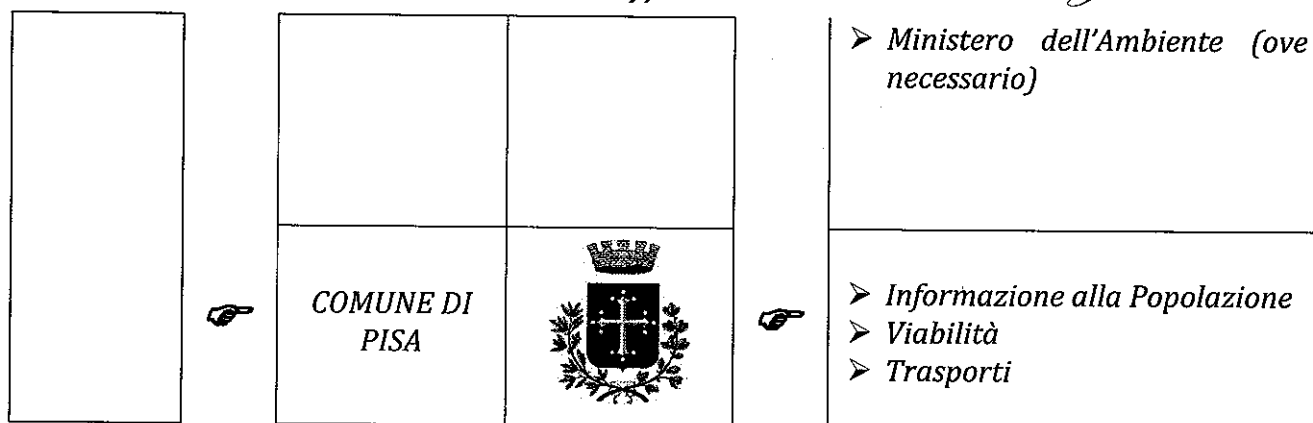 ➢ Ministero dell'Ambiente (ove
necessario)
COMUNE DI
PISA
➢ Informazione alla Popolazione
➢ Viabilità
➢ Trasporti